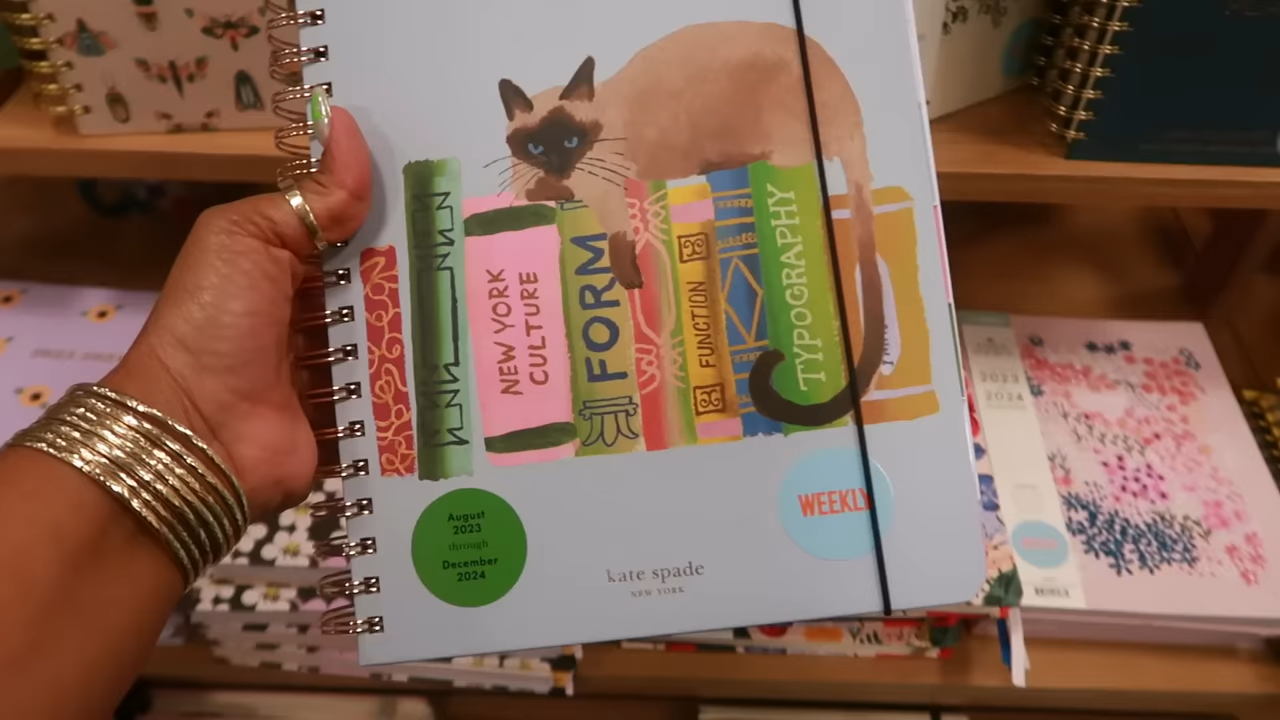 NEW YORK
CULTURE
FORM
FUNCTION
TYPOGRAPHY
WEEKLY
August
2023
through
December
2024
kate spade
NEW YORK
2023
2024